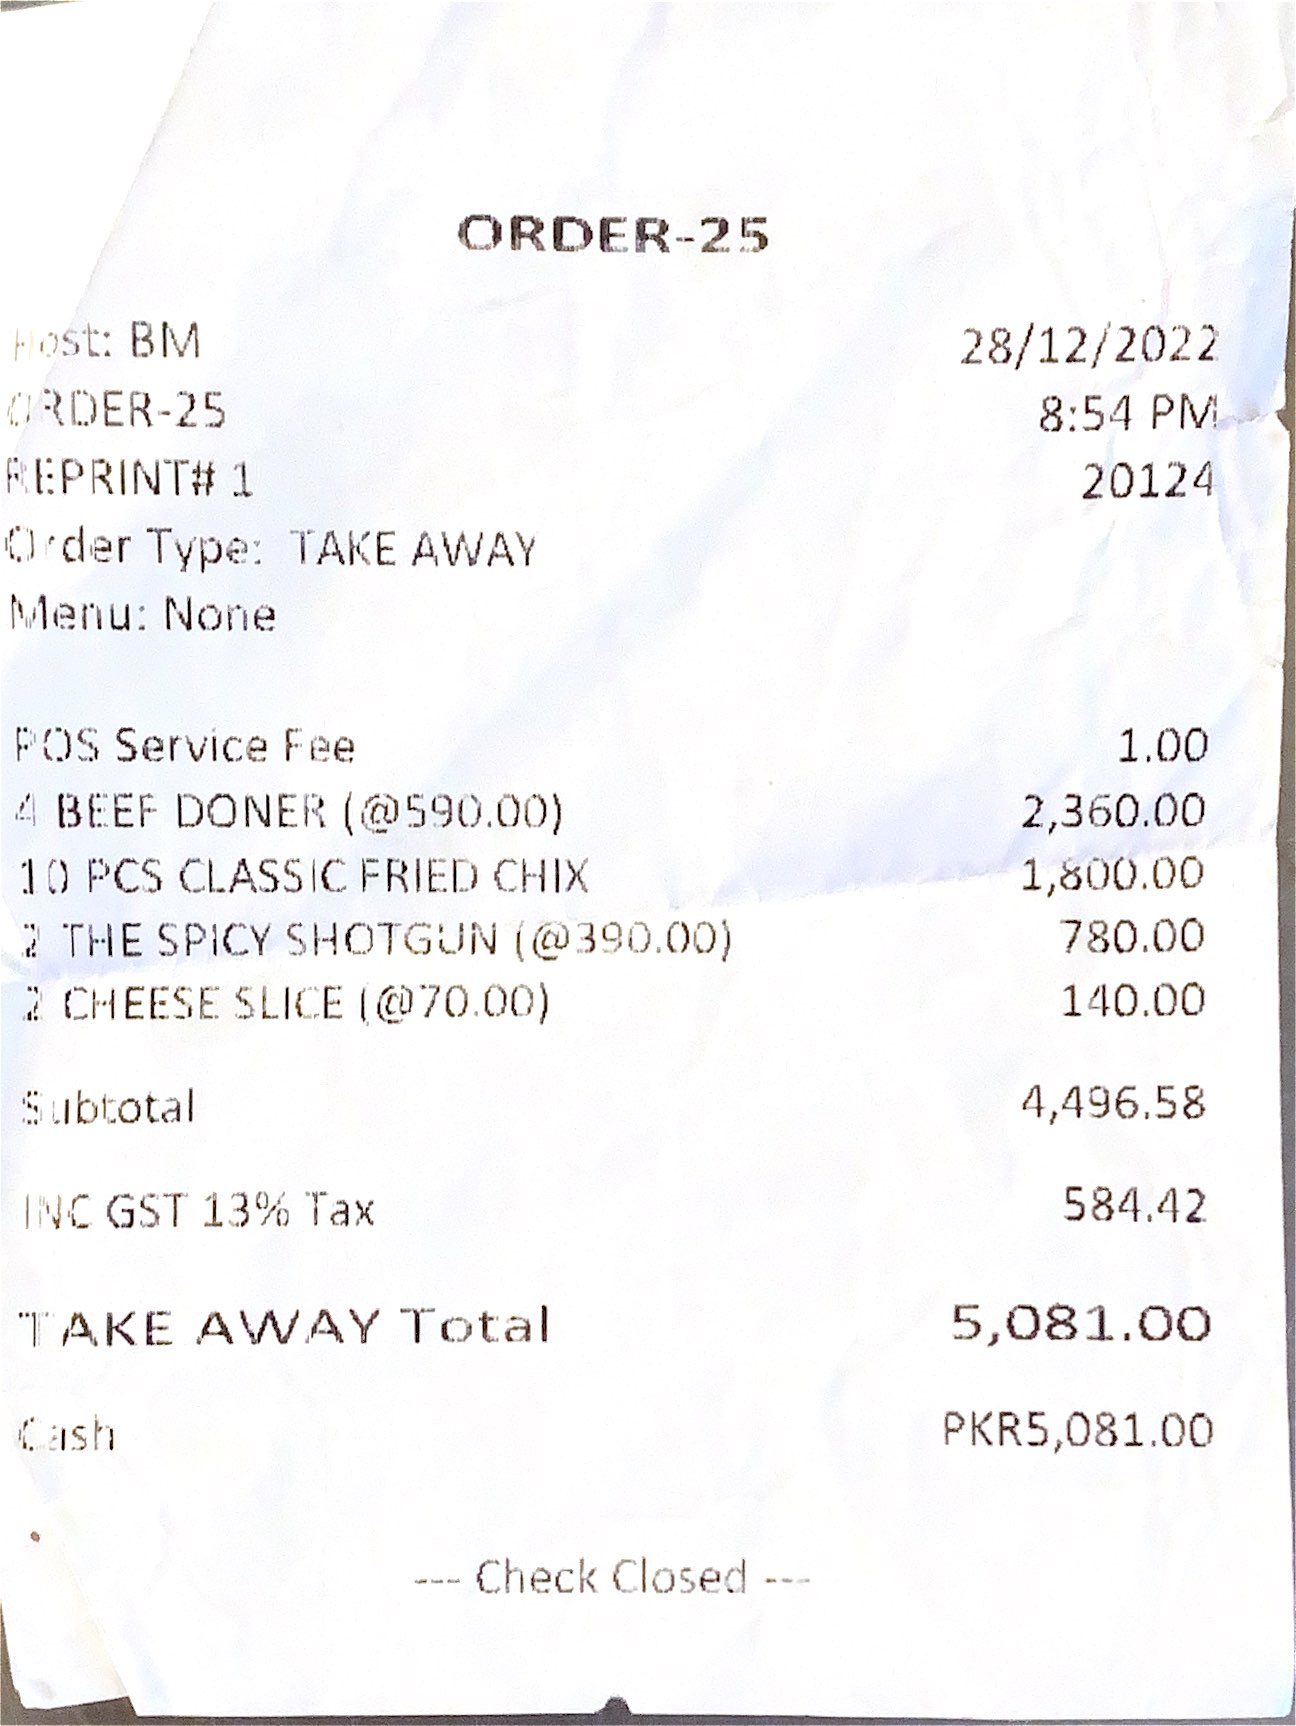 ORDER-25
Host: BM 28/12/2022
ORDER-25 8:54 PM
REPRINT# 1 20124
Order Type: TAKE AWAY
Menu: None
POS Service Fee 1.00
4 BEEF DONER (@590.00) 2,360.00
10 PCS CLASSIC FRIED CHIX 1,800.00
2 THE SPICY SHOTGUN (@390.00) 780.00
2 CHEESE SLICE (@70.00) 140.00
Subtotal 4,496.58
INC GST 13% Tax 584.42
TAKE AWAY Total 5,081.00
Cash PKR5,081.00
--- Check Closed ---